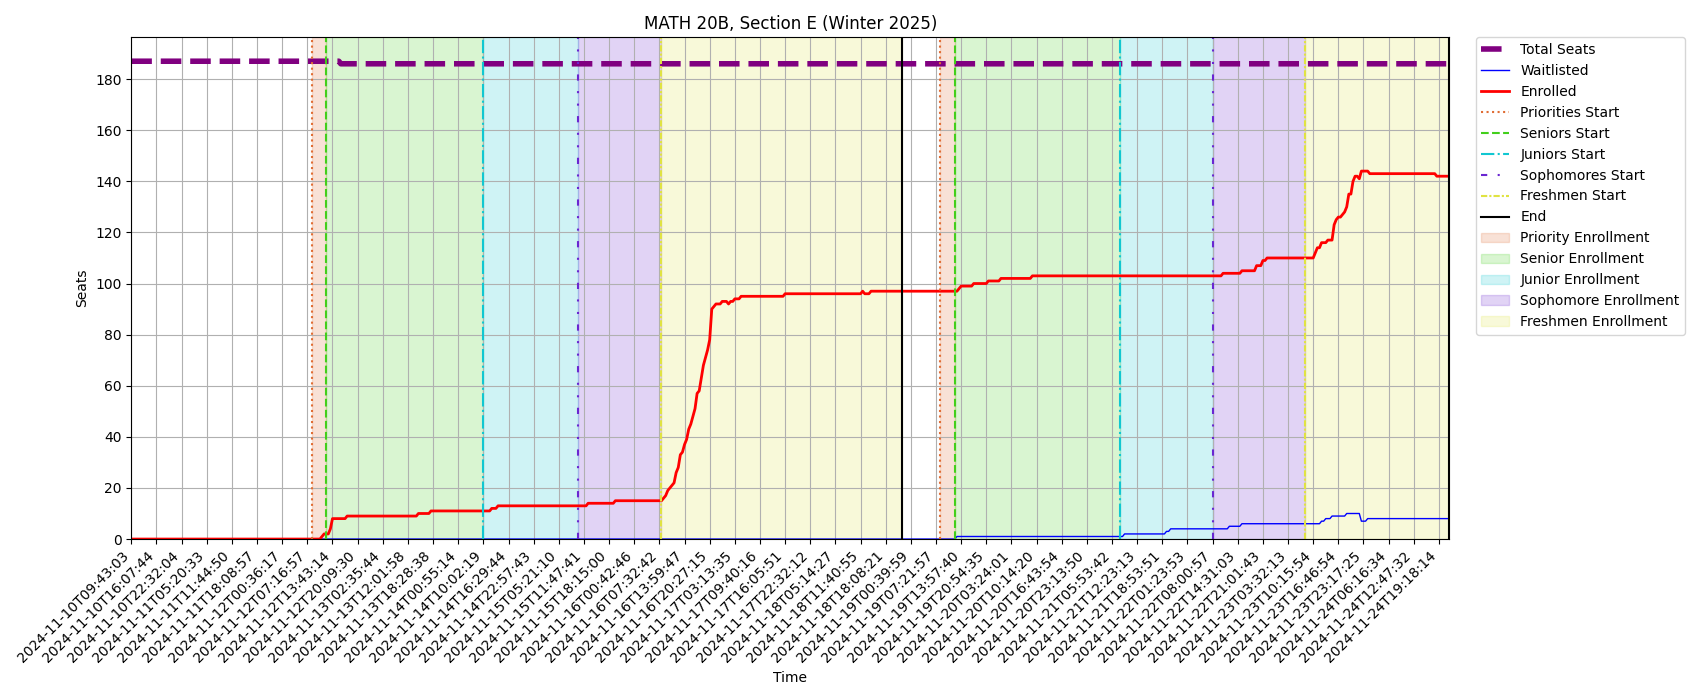 MATH 20B, Section E (Winter 2025)
Seats
180
160
140
120
100
80
60
40
20
0
2024-11-10T09:43:03
2024-11-10T16:07:44
2024-11-10T22:32:04
2024-11-11T05:20:33
2024-11-11T11:44:50
2024-11-11T18:08:57
2024-11-12T00:36:17
2024-11-12T07:16:57
2024-11-12T13:43:14
2024-11-12T20:09:30
2024-11-13T02:35:44
2024-11-13T12:01:58
2024-11-13T18:28:38
2024-11-14T00:55:14
2024-11-14T10:02:19
2024-11-14T16:29:44
2024-11-14T22:57:43
2024-11-15T05:21:10
2024-11-15T11:47:41
2024-11-15T18:15:00
2024-11-16T00:42:46
2024-11-16T07:32:42
2024-11-16T13:59:47
2024-11-16T20:27:15
2024-11-17T03:13:35
2024-11-17T09:40:16
2024-11-17T16:05:51
2024-11-17T22:32:12
2024-11-18T05:14:27
2024-11-18T11:40:55
2024-11-18T18:08:21
2024-11-19T00:39:59
2024-11-19T07:21:57
2024-11-19T13:57:40
2024-11-19T20:54:35
2024-11-20T03:24:01
2024-11-20T10:14:20
2024-11-20T16:43:54
2024-11-20T23:13:50
2024-11-21T05:53:42
2024-11-21T12:23:13
2024-11-21T18:53:51
2024-11-22T01:23:53
2024-11-22T08:00:57
2024-11-22T14:31:03
2024-11-22T21:01:43
2024-11-23T03:32:13
2024-11-23T10:15:54
2024-11-23T16:46:54
2024-11-23T23:17:25
2024-11-24T06:16:34
2024-11-24T12:47:32
2024-11-24T19:18:14
Time
Total Seats
Waitlisted
Enrolled
Priorities Start
Seniors Start
Juniors Start
Sophomores Start
Freshmen Start
End
Priority Enrollment
Senior Enrollment
Junior Enrollment
Sophomore Enrollment
Freshmen Enrollment